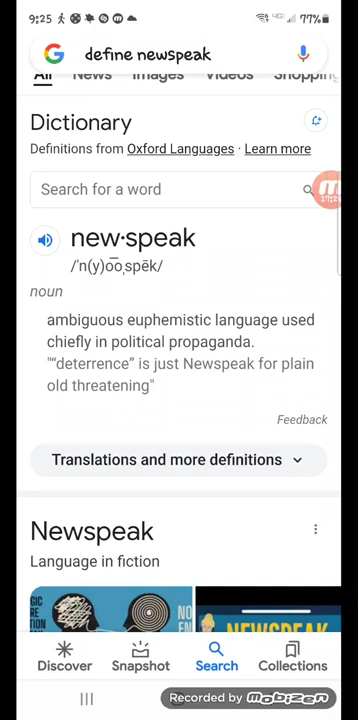 9:25 77%
define newspeak
All News Images Videos Shopping
Dictionary
Definitions from Oxford Languages · Learn more
Search for a word
17:2
new·speak
/ˈn(y)o͞oˌspēk/
noun
ambiguous euphemistic language used
chiefly in political propaganda.
"“deterrence” is just Newspeak for plain
old threatening"
Feedback
Translations and more definitions
Newspeak
Language in fiction
NEWSPEAK
Discover Snapshot Search Collections
Recorded by mobizen